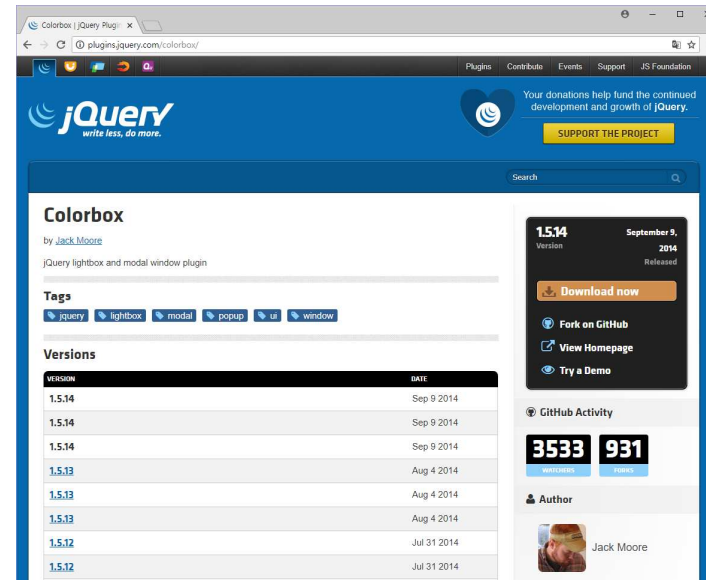 Colorbox | jQuery Plugin
plugins.jquery.com/colorbox/
Plugins Contribute Events Support JS Foundation
jQuery
write less, do more.
Your donations help fund the continued
development and growth of jQuery.
SUPPORT THE PROJECT
Search
Colorbox
by Jack Moore
jQuery lightbox and modal window plugin
Tags
jquery lightbox modal popup ui window
Versions
VERSION DATE
1.5.14 Sep 9 2014
1.5.14 Sep 9 2014
1.5.14 Sep 9 2014
1.5.13 Aug 4 2014
1.5.13 Aug 4 2014
1.5.13 Aug 4 2014
1.5.12 Jul 31 2014
1.5.12 Jul 31 2014
1.5.14 September 9,
Version 2014
Released
Download now
Fork on GitHub
View Homepage
Try a Demo
GitHub Activity
3533 931
WATCHERS FORKS
Author
Jack Moore